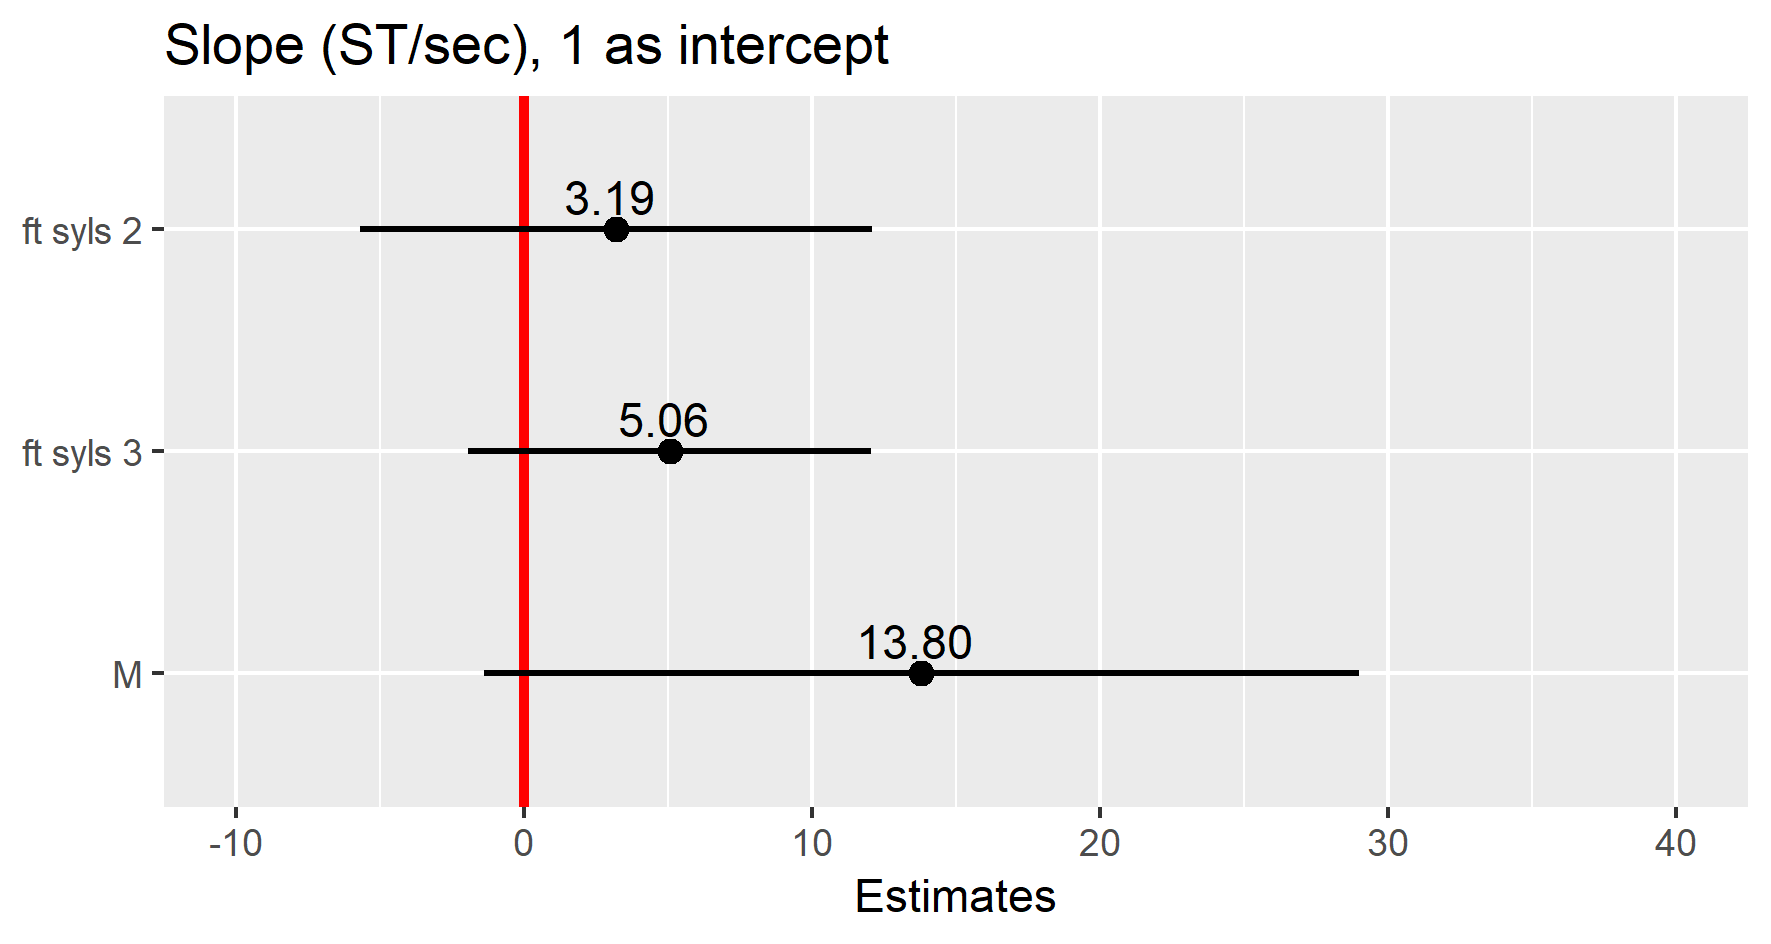 Slope (ST/sec), 1 as intercept
3.19
ft syls 2
5.06
ft syls 3
13.80
M
-10 0 10 20 30 40
Estimates